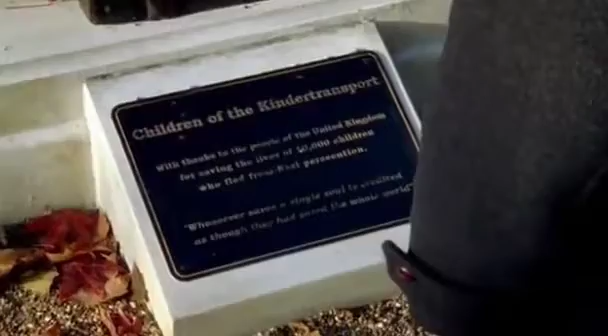 Children of the Kindertransport
With thanks to the people of the United Kingdom
for saving the lives of 10,000 children
who fled from Nazi persecution.
"Whosoever saves a single soul is credited
as though they had saved the whole world"